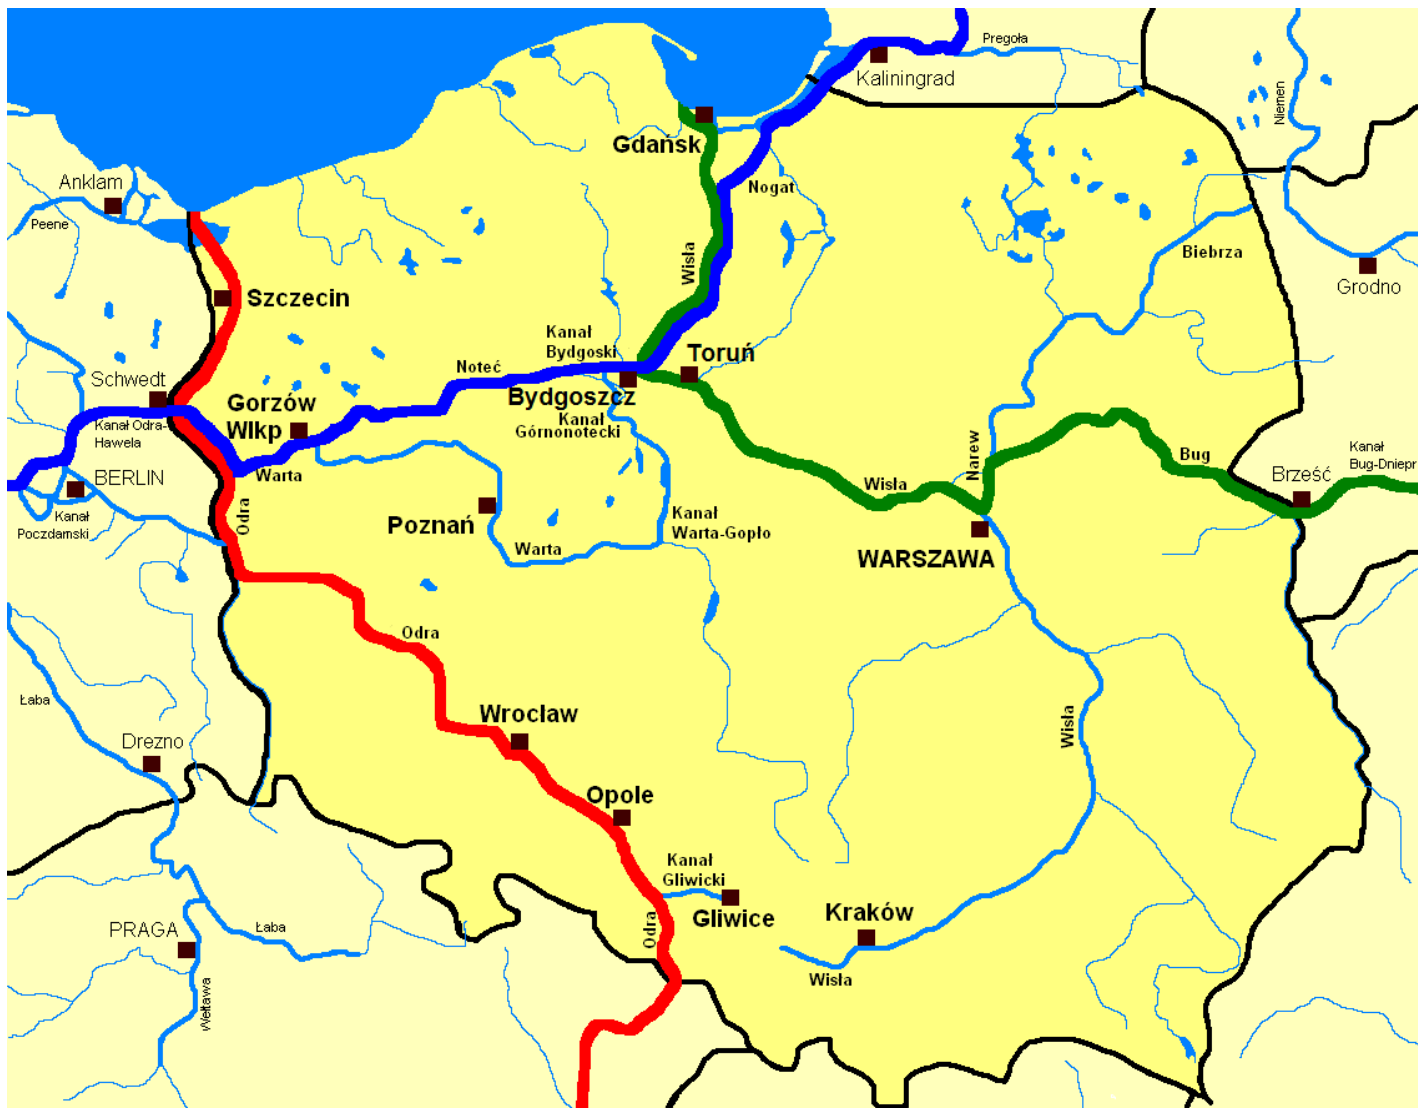 Pregoła
Kaliningrad
Niemen
Gdańsk
Anklam
Nogat
Peene
Wisła
Biebrza
Grodno
Szczecin
Kanał
Bydgoski
Toruń
Noteć
Schwedt
Bydgoszcz
Gorzów
Wlkp
Kanał
Górnonotecki
Kanał Odra-
Hawela
Narew
Bug
Kanał
Bug-Dniepr
Brześć
BERLIN
Warta
Wisła
Kanał
Poczdamski
Odra
Poznań
Kanał
Warta-Gopło
Warta
WARSZAWA
Odra
Łaba
Wrocław
Wisła
Drezno
Opole
Kanał
Gliwicki
Gliwice
Kraków
Odra
PRAGA
Łaba
Wisła
Wełtawa